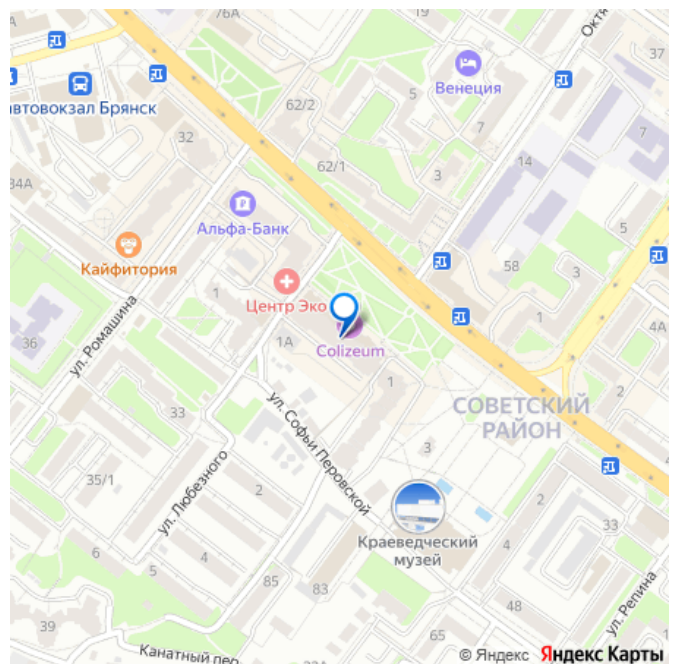 76А
15
Октя
37
Венеция
автовокзал Брянск
62/2
5
7
7
32
62/1
3
14
34А
Альфа-Банк
5
Кайфитория
58
3
Центр Эко
1
4А
ул. Ромашина
36
1А
Colizeum
1
2
СОВЕТСКИЙ
РАЙОН
33
ул. Софьи Перовской
3
35/1
ул. Любезного
2
2
33
Краеведческий
музей
4
6
5
4
85
83
48
ул. Репина
39
65
Канатный пер
© Яндекс Яндекс Карты